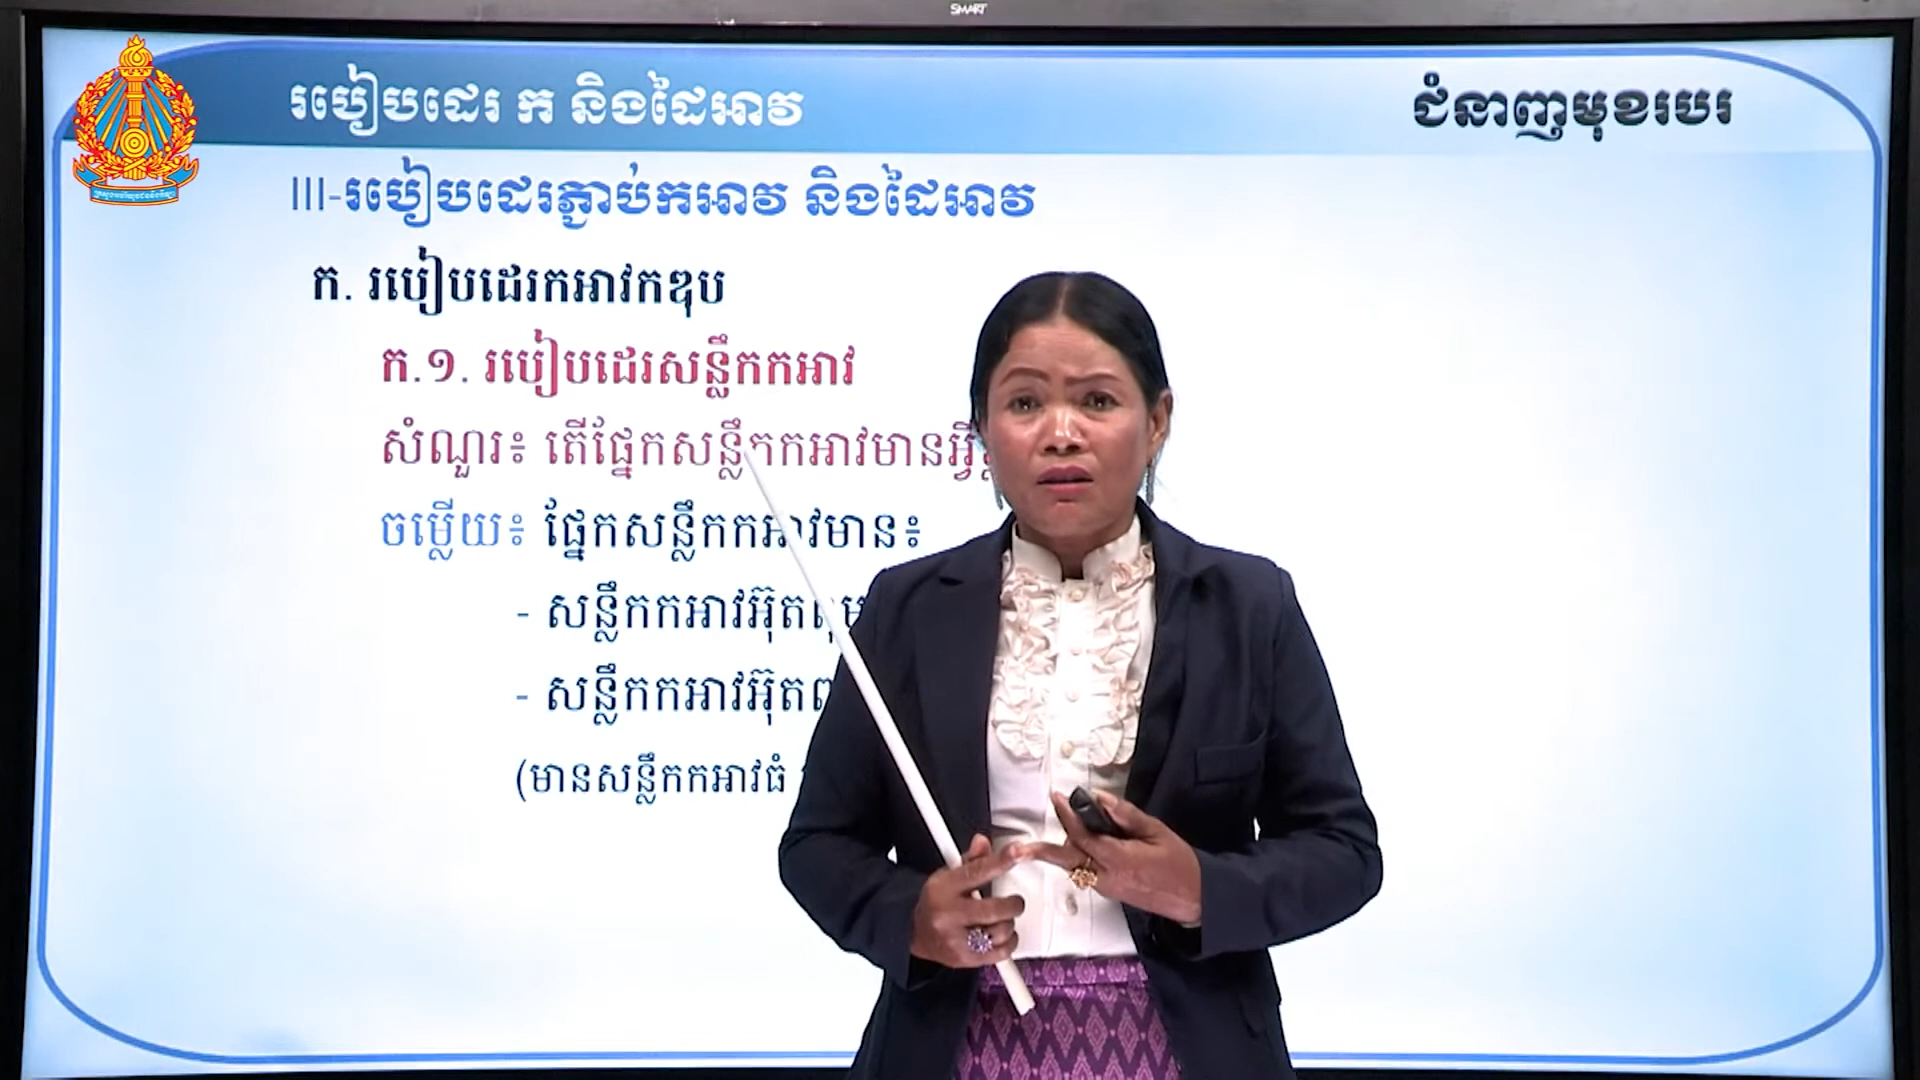 SMART
របៀបដេរ ក និងដៃអាវ
ជំនាញមុខរបរ
III-របៀបដេរភ្ជាប់កអាវ និងដៃអាវ
ក. របៀបដេរកអាវកឌុប
ក.១. របៀបដេរសន្លឹកកអាវ
សំណួរ៖ តើផ្នែកសន្លឹកកអាវមានអ្វី
ចម្លើយ៖ ផ្នែកសន្លឹកកអាវមាន៖
- សន្លឹកកអាវអ៊ុត
- សន្លឹកកអាវអ៊ុត
(មានសន្លឹកកអាវធំ